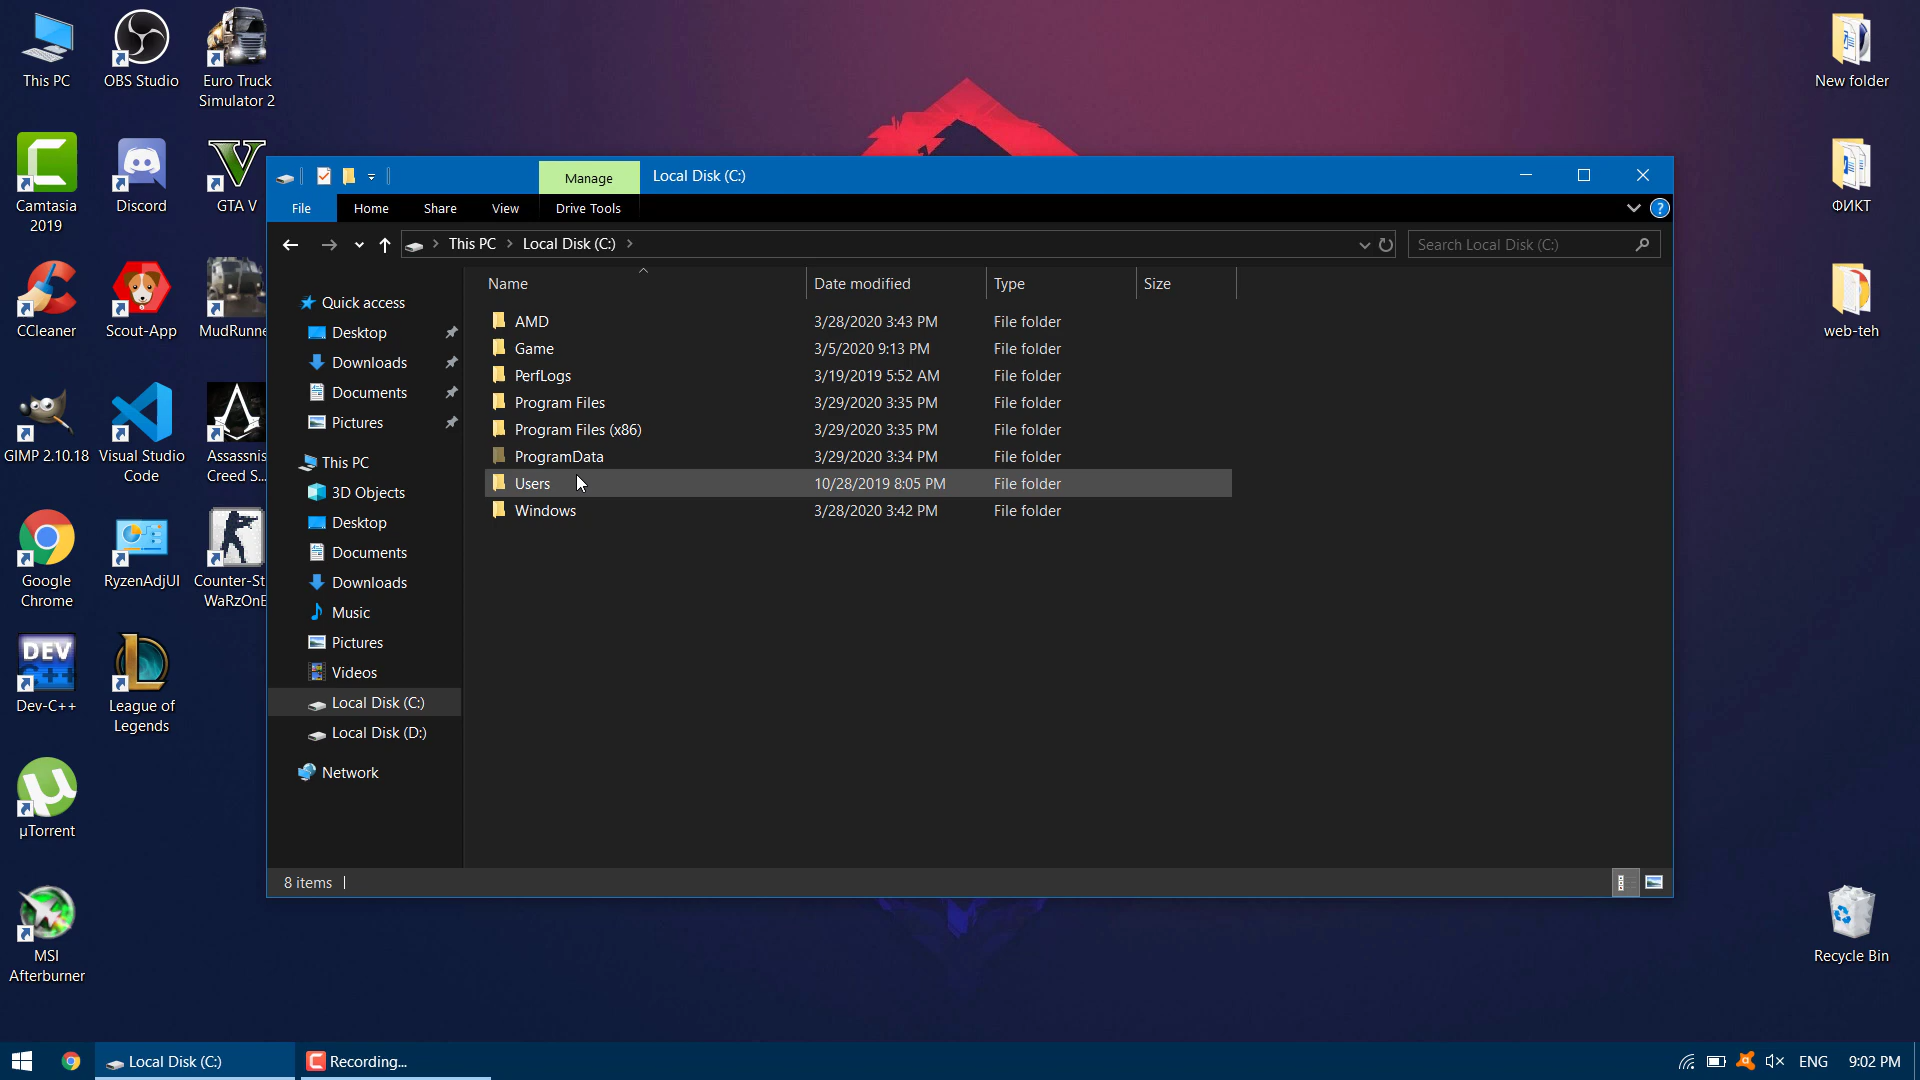 This PC
OBS Studio
Euro Truck
Simulator 2
Camtasia
2019
Discord
GTA V
CCleaner
Scout-App
MudRunne
GIMP 2.10.18
Visual Studio
Code
Assassnis
Creed S...
Google
Chrome
RyzenAdjUI
Counter-St
WaRzOnE
DEV
C++
Dev-C++
League of
Legends
µTorrent
MSI
Afterburner
New folder
ФИКТ
web-teh
Recycle Bin
Manage
Local Disk (C:)
File
Home
Share
View
Drive Tools
?
This PC
Local Disk (C:)
Search Local Disk (C:)
Quick access
Desktop
Downloads
Documents
Pictures
This PC
3D Objects
Desktop
Documents
Downloads
Music
Pictures
Videos
Local Disk (C:)
Local Disk (D:)
Network
Name Date modified Type Size
AMD 3/28/2020 3:43 PM File folder
Game 3/5/2020 9:13 PM File folder
PerfLogs 3/19/2019 5:52 AM File folder
Program Files 3/29/2020 3:35 PM File folder
Program Files (x86) 3/29/2020 3:35 PM File folder
ProgramData 3/29/2020 3:34 PM File folder
Users 10/28/2019 8:05 PM File folder
Windows 3/28/2020 3:42 PM File folder
8 items
Local Disk (C:)
Recording...
ENG
9:02 PM